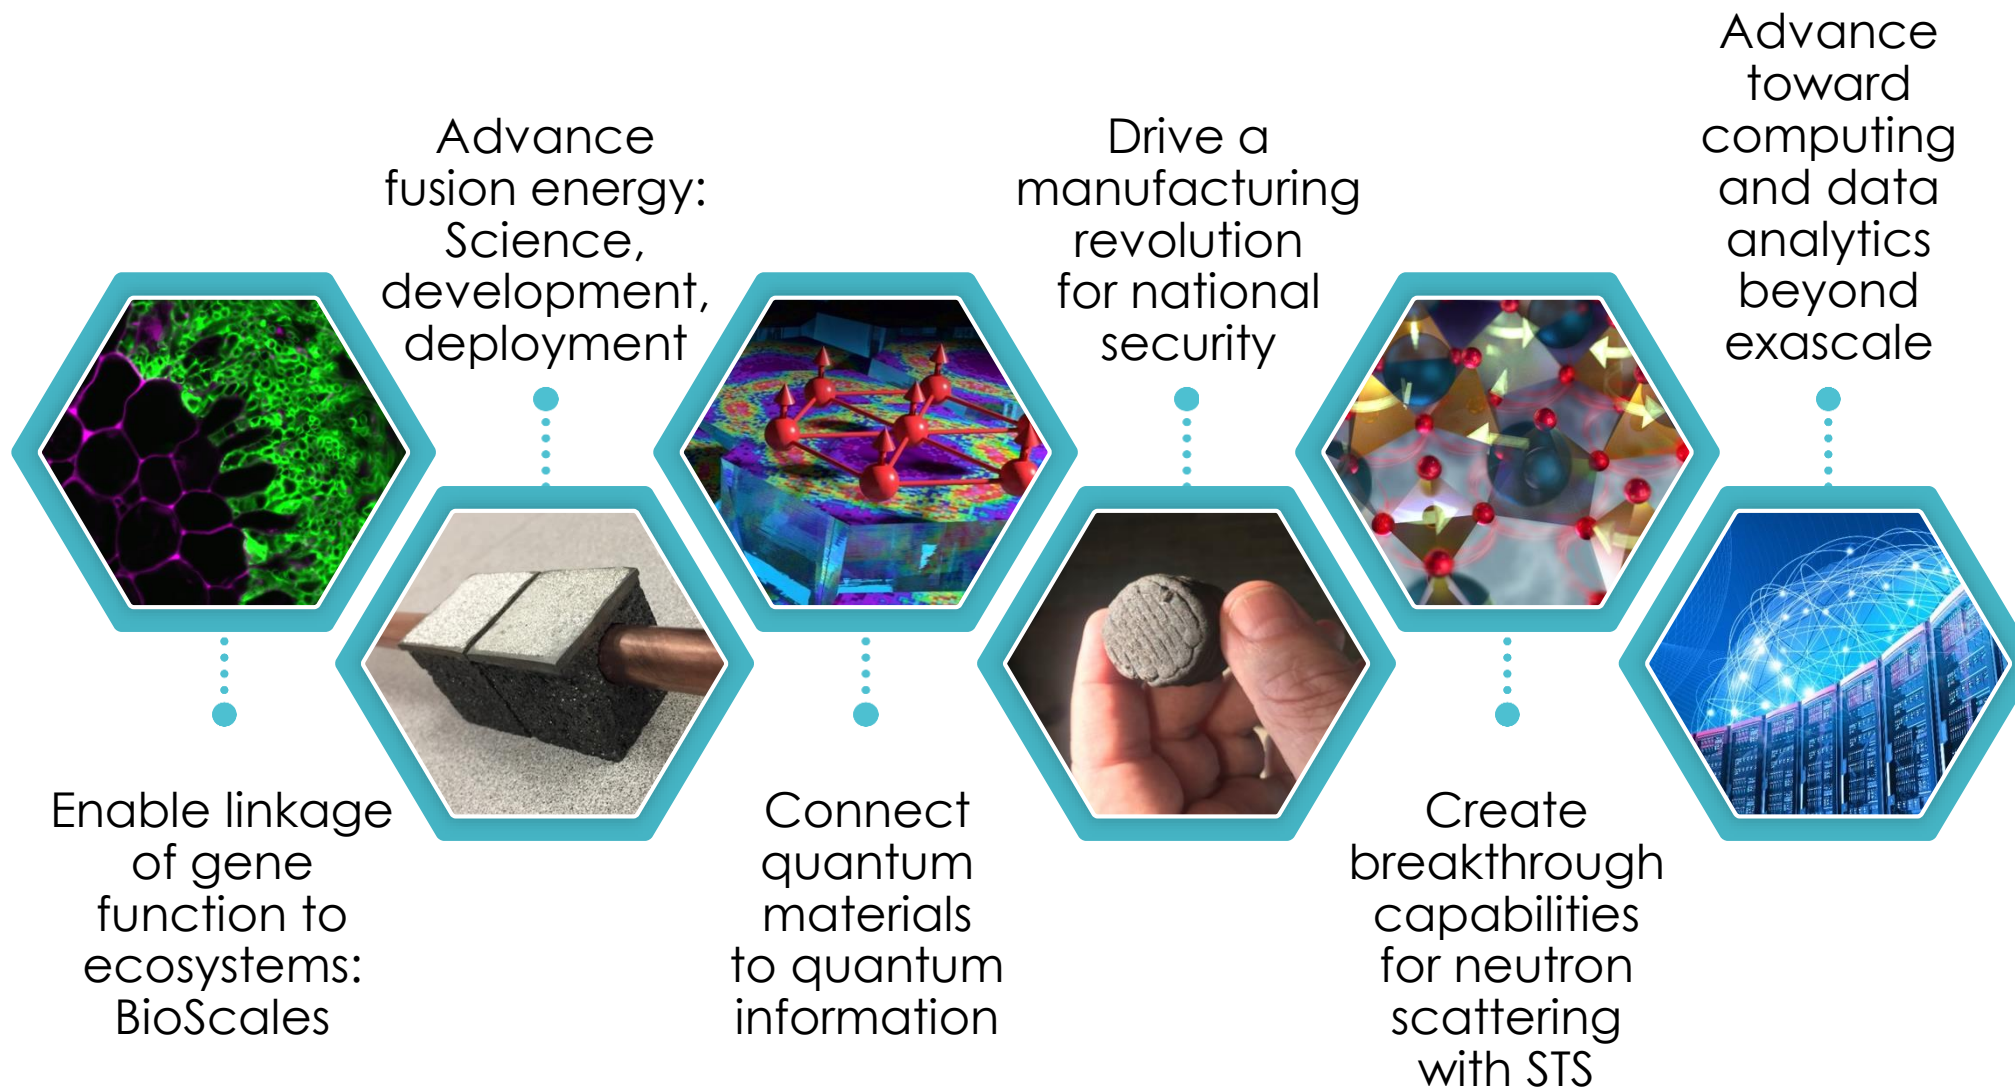 Enable linkage
of gene
function to
ecosystems:
BioScales
Advance
fusion energy:
Science,
development,
deployment
Connect
quantum
materials
to quantum
information
Drive a
manufacturing
revolution
for national
security
Create
breakthrough
capabilities
for neutron
scattering
with STS
Advance
toward
computing
and data
analytics
beyond
exascale